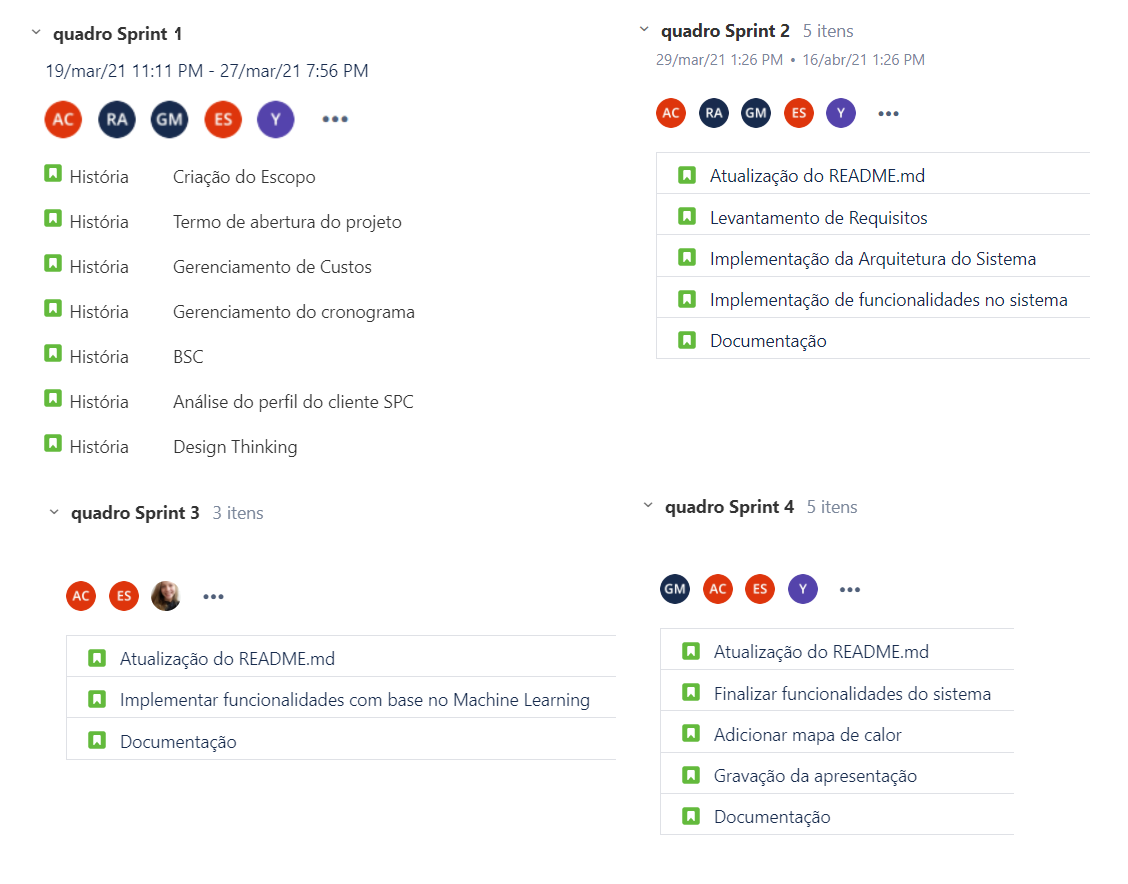 quadro Sprint 1
19/mar/21 11:11 PM - 27/mar/21 7:56 PM
AC RA GM ES Y
História Criação do Escopo
História Termo de abertura do projeto
História Gerenciamento de Custos
História Gerenciamento do cronograma
História BSC
História Análise do perfil do cliente SPC
História Design Thinking
quadro Sprint 2 5 itens
29/mar/21 1:26 PM • 16/abr/21 1:26 PM
AC RA GM ES Y
Atualização do README.md
Levantamento de Requisitos
Implementação da Arquitetura do Sistema
Implementação de funcionalidades no sistema
Documentação
quadro Sprint 3 3 itens
AC ES
Atualização do README.md
Implementar funcionalidades com base no Machine Learning
Documentação
quadro Sprint 4 5 itens
GM AC ES Y
Atualização do README.md
Finalizar funcionalidades do sistema
Adicionar mapa de calor
Gravação da apresentação
Documentação